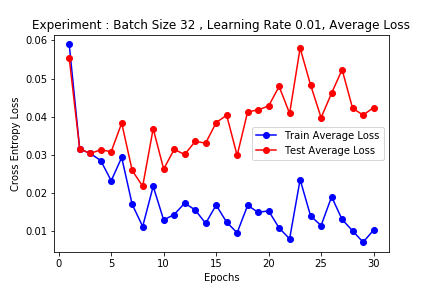 Experiment : Batch Size 32 , Learning Rate 0.01, Average Loss
0.06
0.05
0.04
0.03
0.02
0.01
Cross Entropy Loss
Train Average Loss
Test Average Loss
0 5 10 15 20 25 30
Epochs